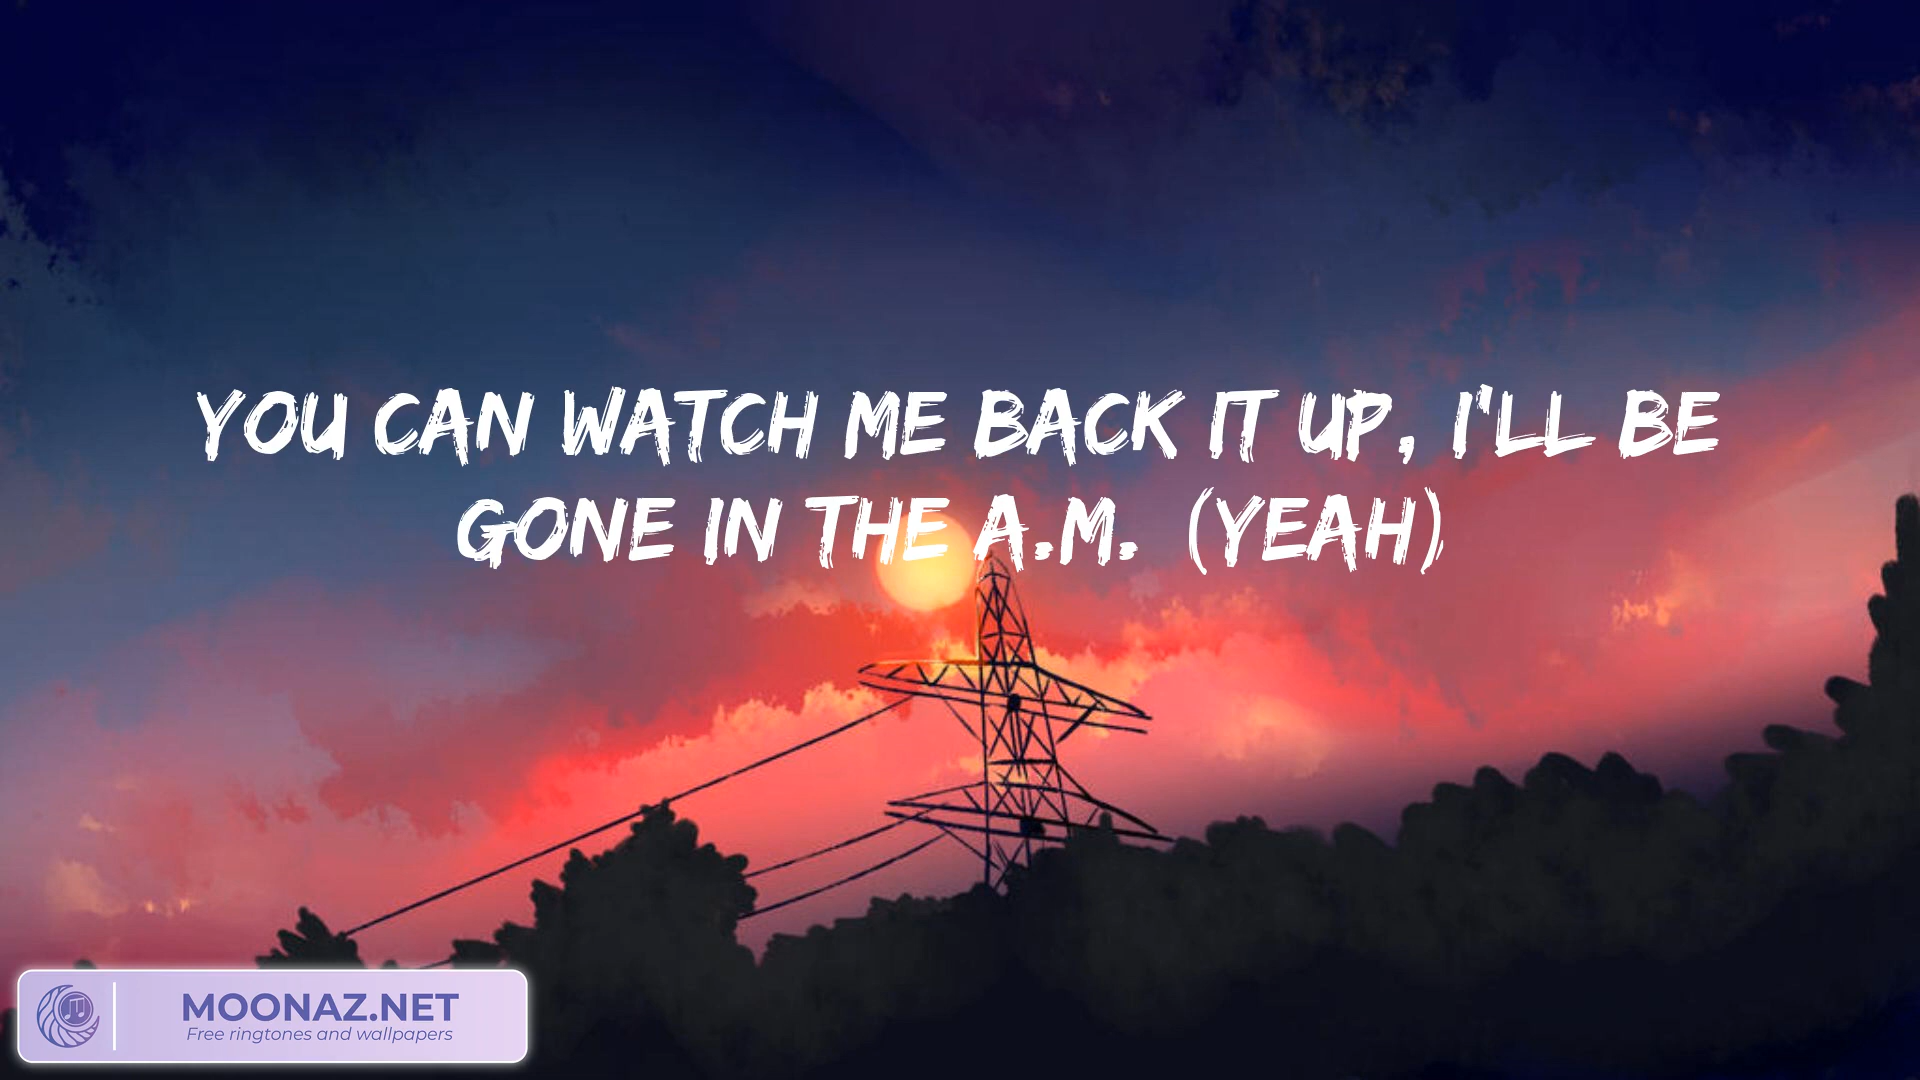 YOU CAN WATCH ME BACK IT UP, I'LL BE
GONE IN THE A.M. (YEAH)
MOONAZ.NET
Free ringtones and wallpapers